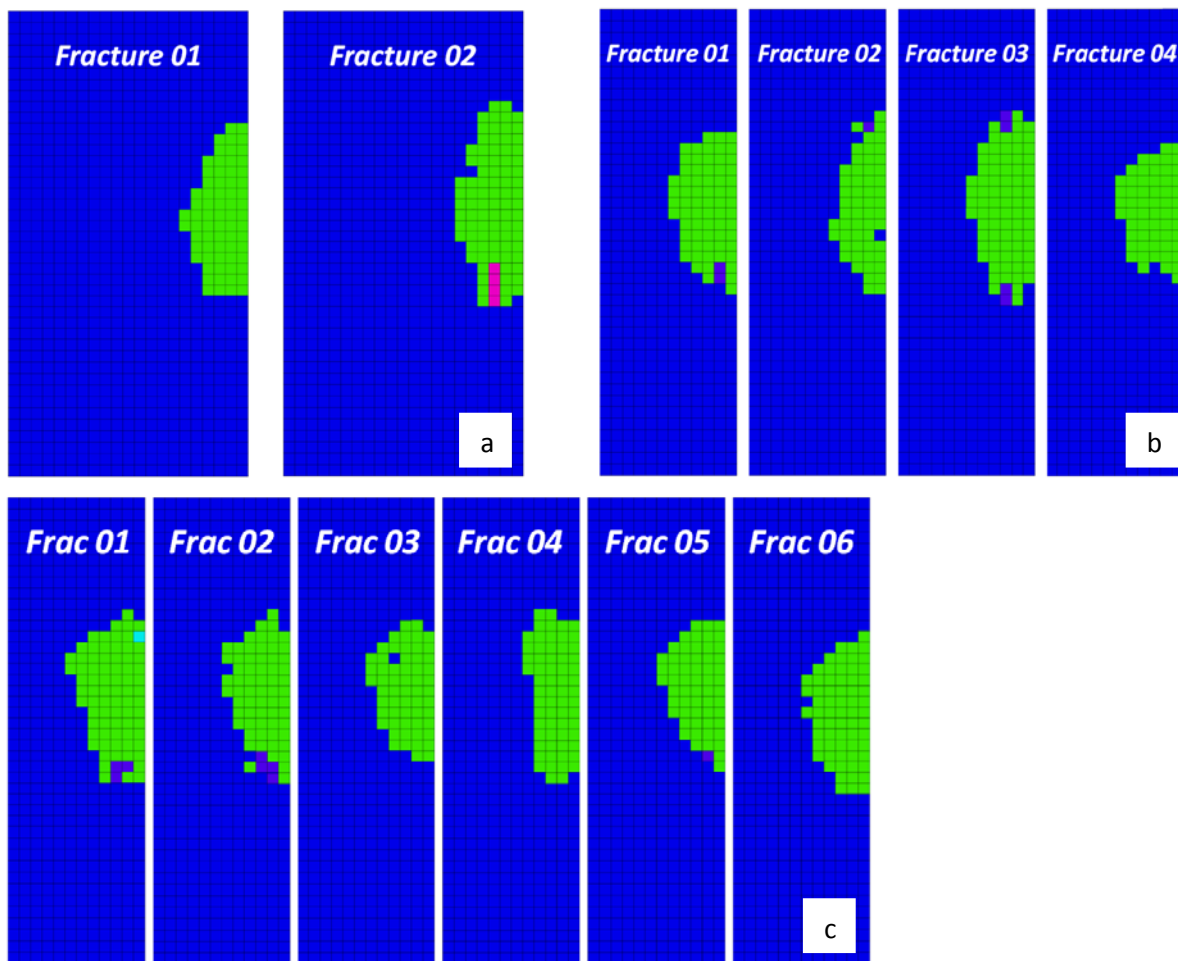 Fracture 01
Fracture 02
a
Fracture 01
Fracture 02
Fracture 03
Fracture 04
b
Frac 01
Frac 02
Frac 03
Frac 04
Frac 05
Frac 06
c